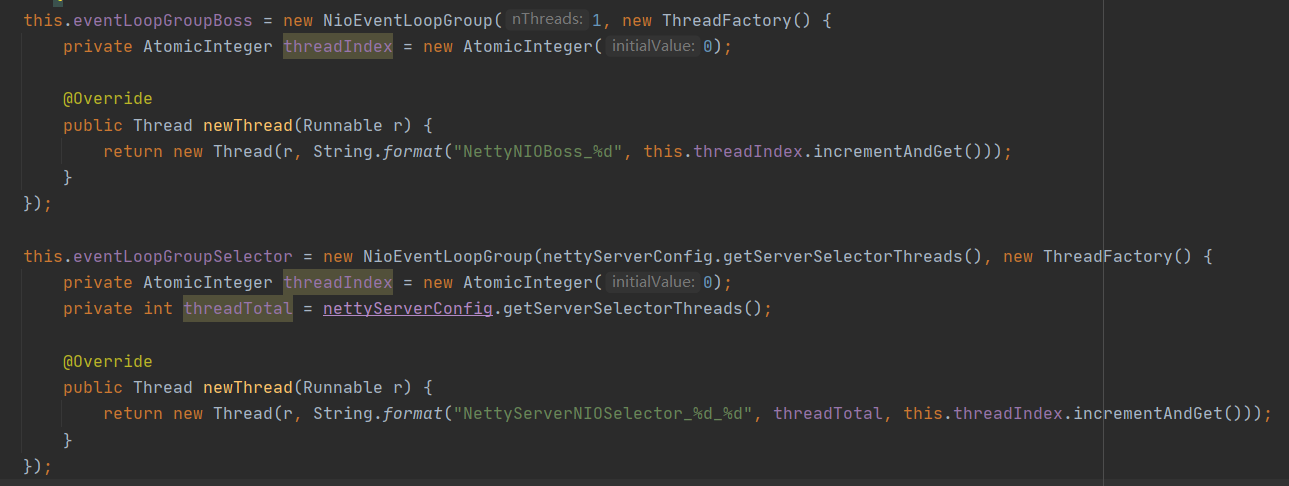 this.eventLoopGroupBoss = new NioEventLoopGroup( nThreads: 1, new ThreadFactory() {
    private AtomicInteger threadIndex = new AtomicInteger( initialValue: 0);

    @Override
    public Thread newThread(Runnable r) {
        return new Thread(r, String.format("NettyNIOBoss_%d", this.threadIndex.incrementAndGet()));
    }
});

this.eventLoopGroupSelector = new NioEventLoopGroup(nettyServerConfig.getServerSelectorThreads(), new ThreadFactory() {
    private AtomicInteger threadIndex = new AtomicInteger( initialValue: 0);
    private int threadTotal = nettyServerConfig.getServerSelectorThreads();

    @Override
    public Thread newThread(Runnable r) {
        return new Thread(r, String.format("NettyServerNIOSelector_%d_%d", threadTotal, this.threadIndex.incrementAndGet()));
    }
});